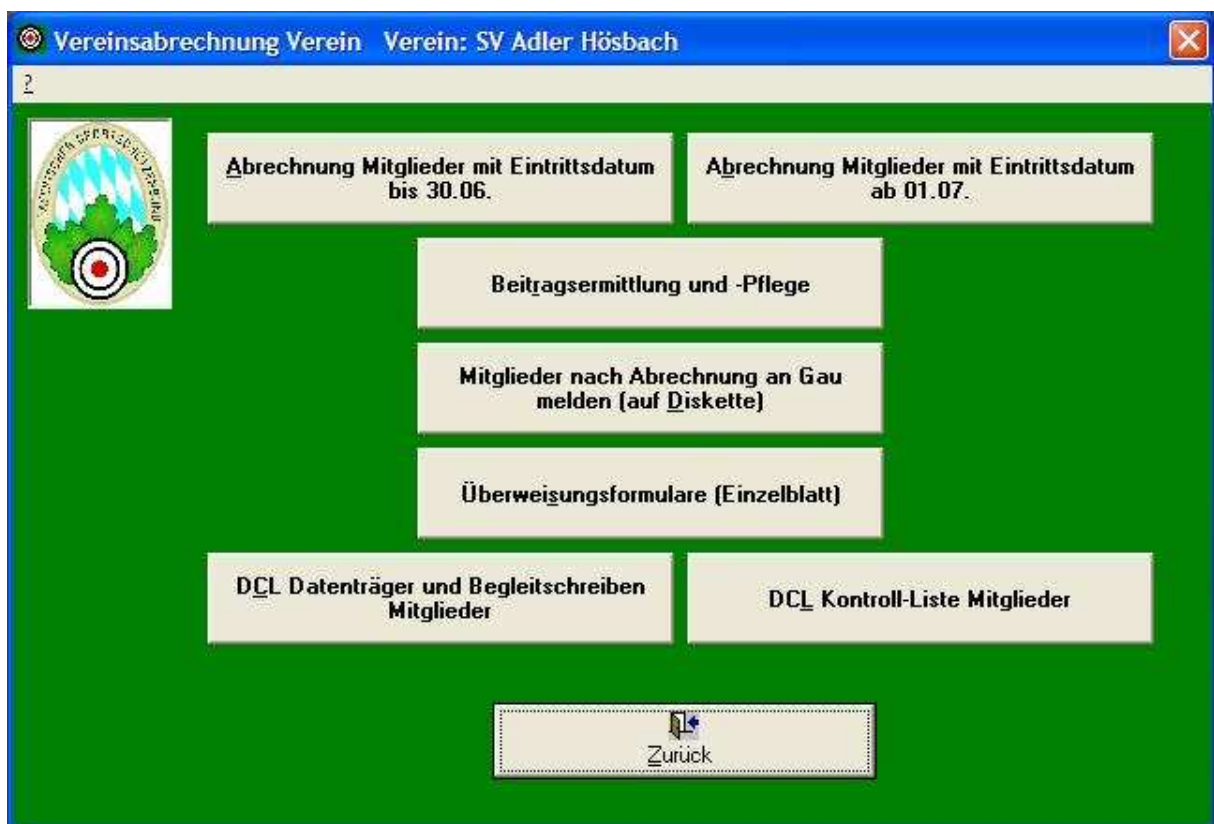 Vereinsabrechnung Verein Verein: SV Adler Hösbach
?
Abrechnung Mitglieder mit Eintrittsdatum
bis 30.06.
Abrechnung Mitglieder mit Eintrittsdatum
ab 01.07.
Beitragsermittlung und -Pflege
Mitglieder nach Abrechnung an Gau
melden (auf Diskette)
Überweisungsformulare (Einzelblatt)
DCL Datenträger und Begleitschreiben
Mitglieder
DCL Kontroll-Liste Mitglieder
Zurück